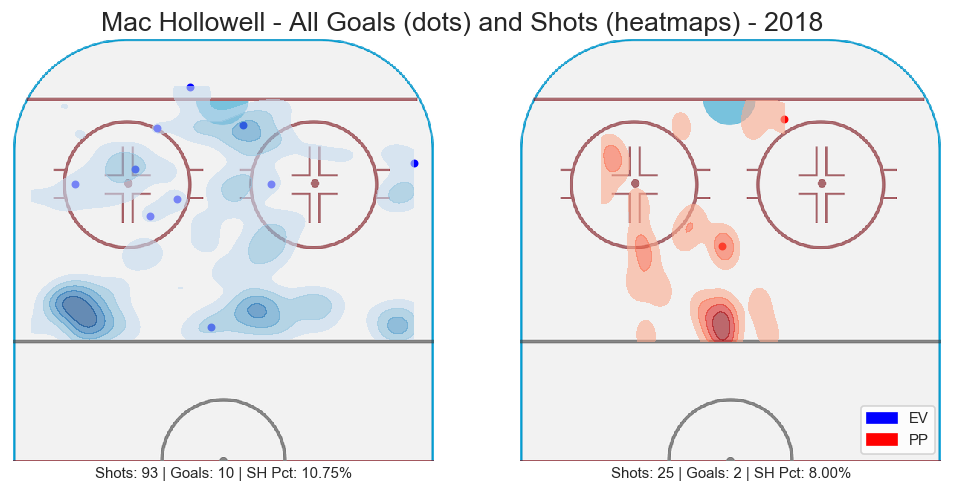 Mac Hollowell - All Goals (dots) and Shots (heatmaps) - 2018
EV
PP
Shots: 93 | Goals: 10 | SH Pct: 10.75%
Shots: 25 | Goals: 2 | SH Pct: 8.00%